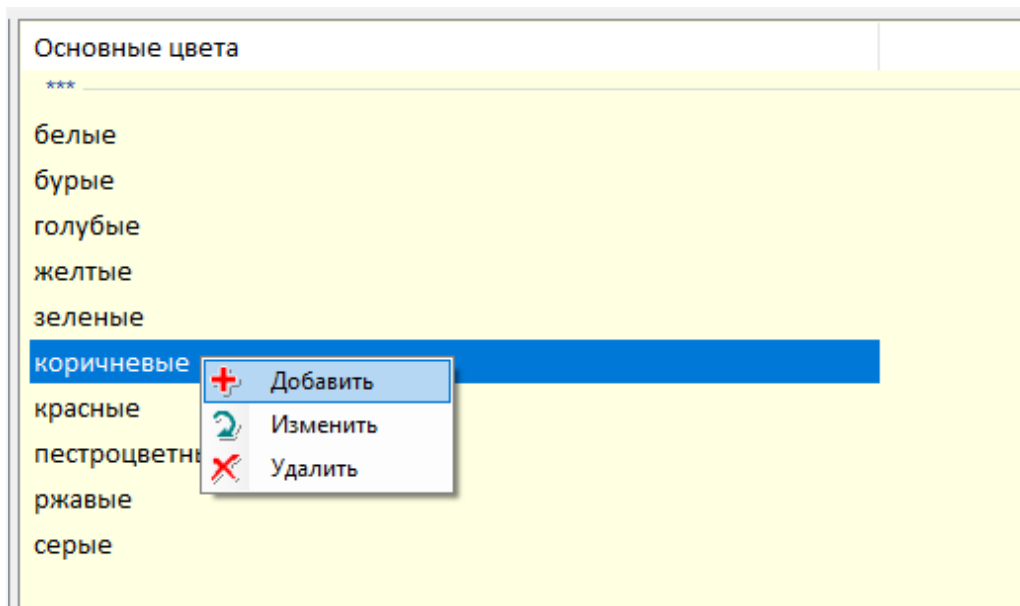 Основные цвета
***
белые
бурые
голубые
желтые
зеленые
коричневые
Добавить
красные
Изменить
Удалить
ржавые
серые